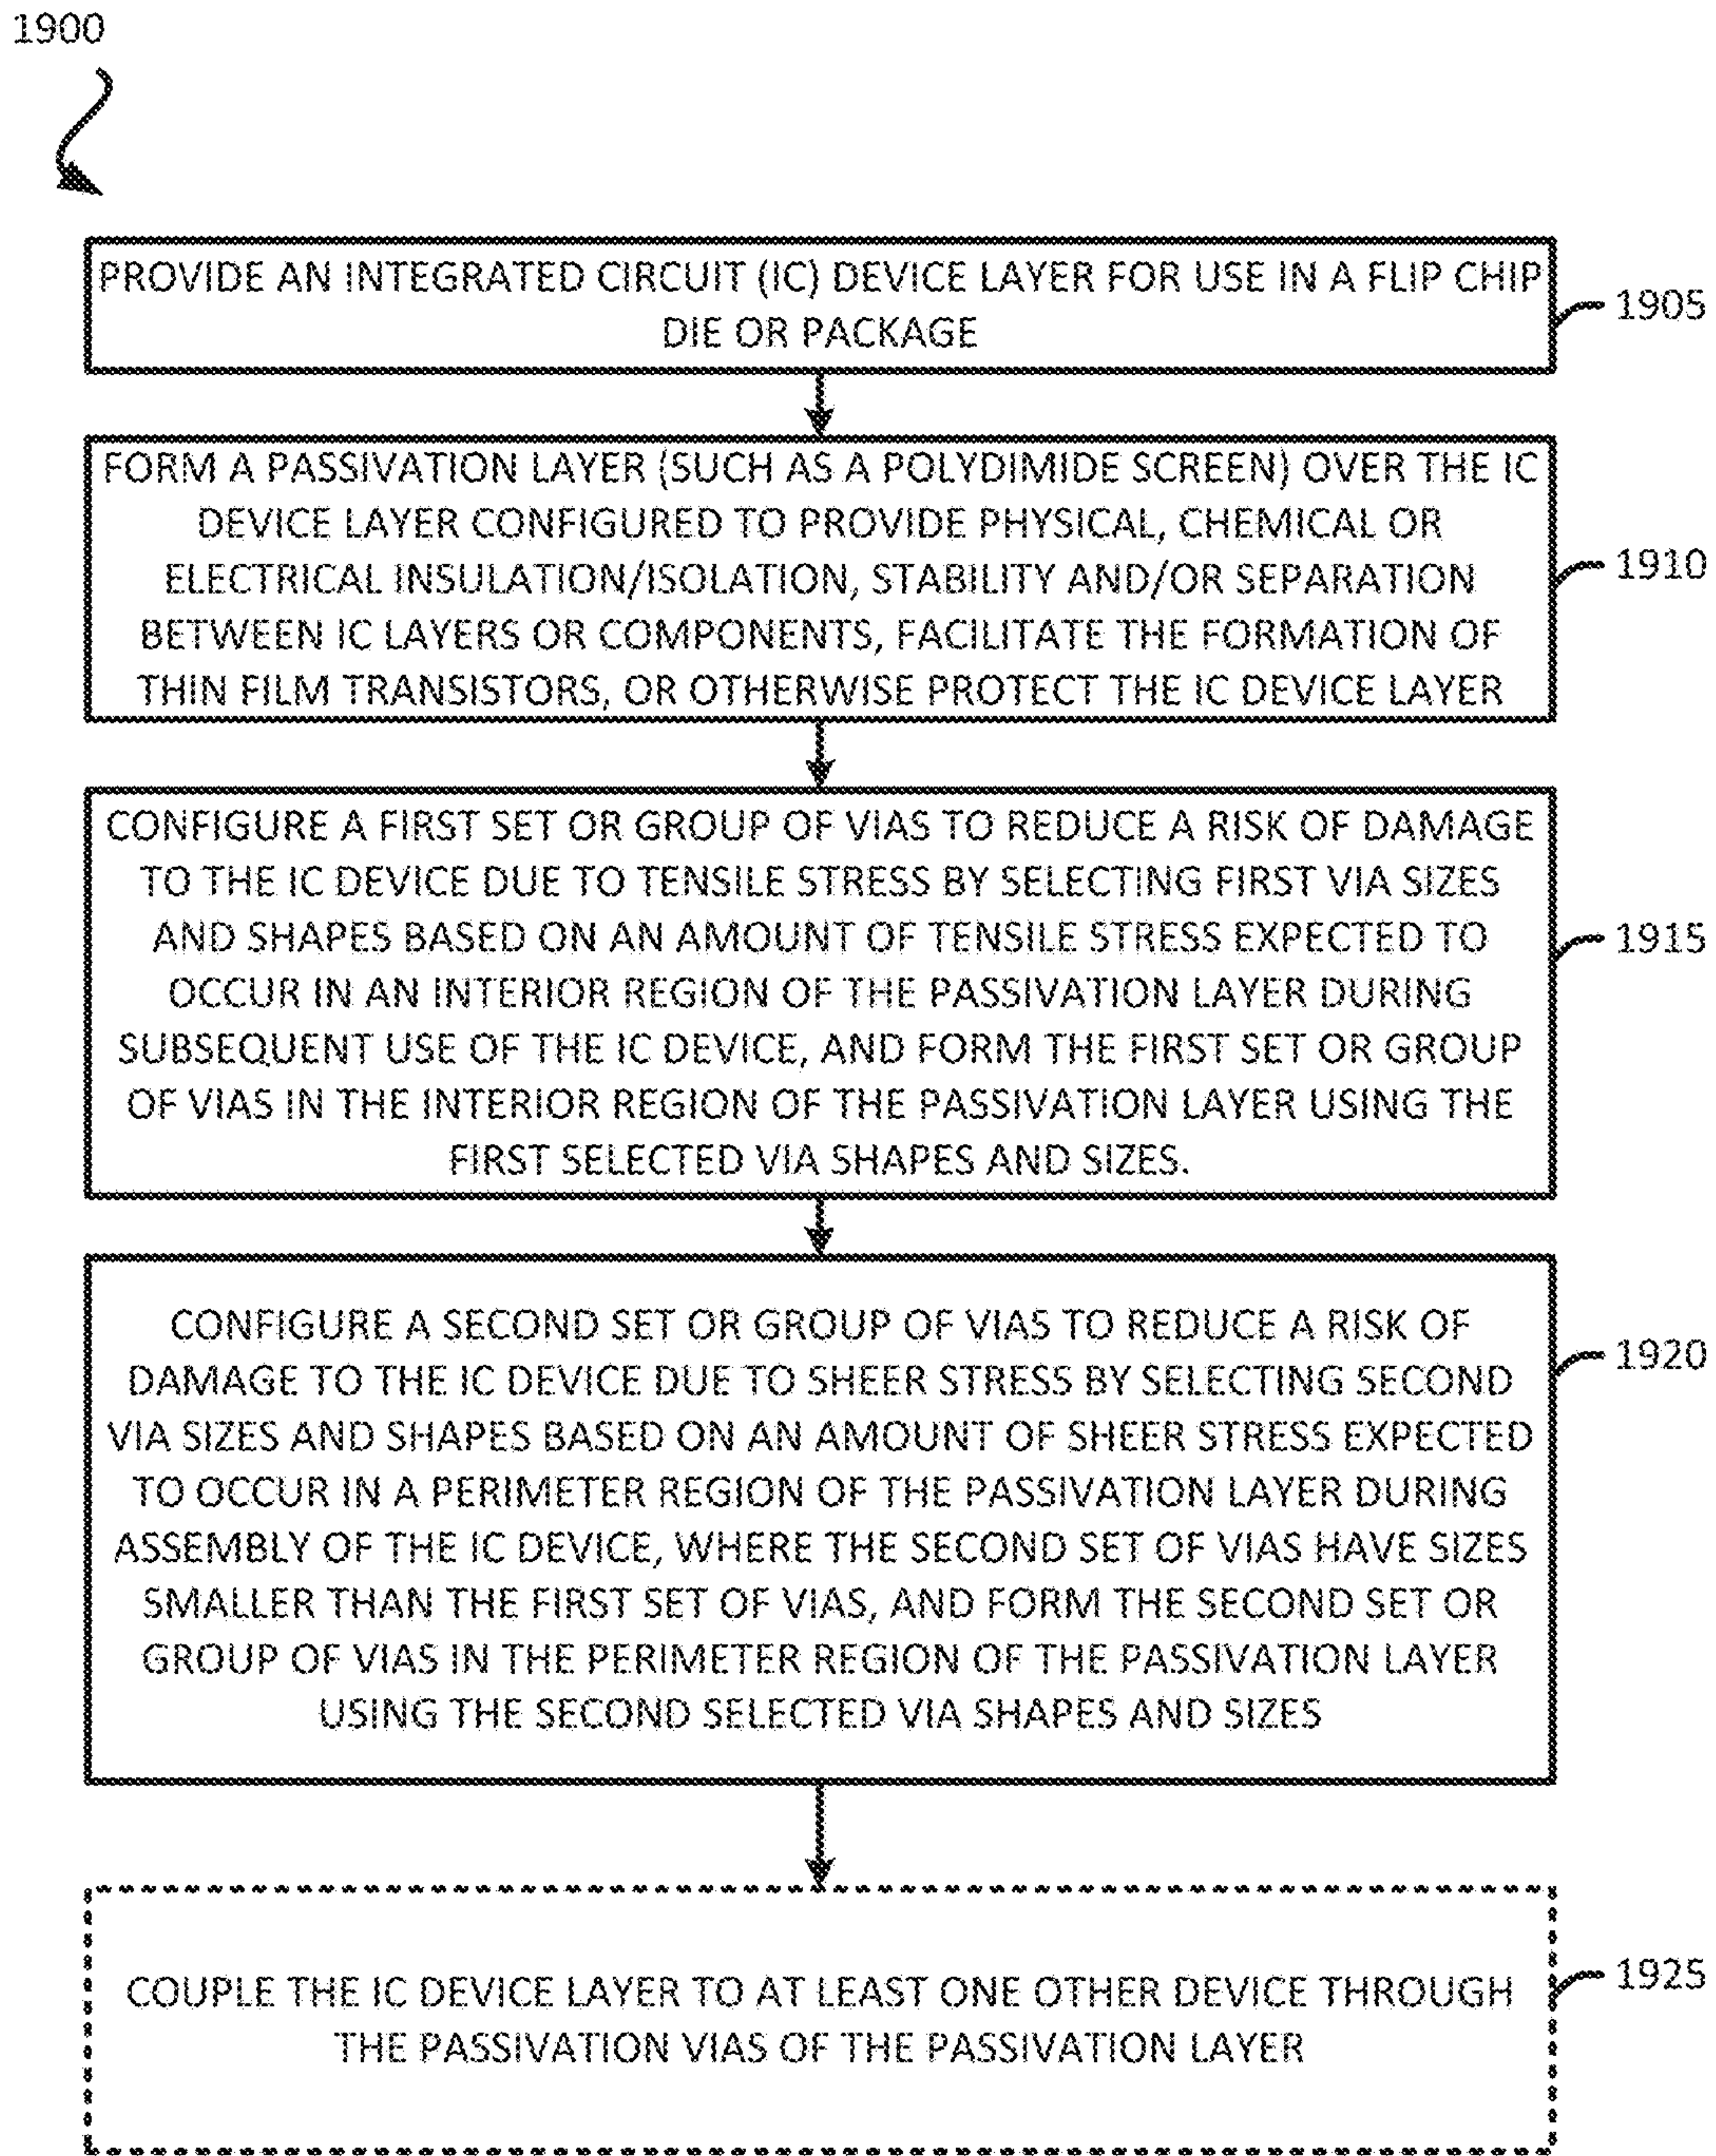 1900
PROVIDE AN INTEGRATED CIRCUIT (IC) DEVICE LAYER FOR USE IN A FLIP CHIP
DIE OR PACKAGE
1905
FORM A PASSIVATION LAYER (SUCH AS A POLYDIMIDE SCREEN) OVER THE IC
DEVICE LAYER CONFIGURED TO PROVIDE PHYSICAL, CHEMICAL OR
ELECTRICAL INSULATION/ISOLATION, STABILITY AND/OR SEPARATION
BETWEEN IC LAYERS OR COMPONENTS, FACILITATE THE FORMATION OF
THIN FILM TRANSISTORS, OR OTHERWISE PROTECT THE IC DEVICE LAYER
1910
CONFIGURE A FIRST SET OR GROUP OF VIAS TO REDUCE A RISK OF DAMAGE
TO THE IC DEVICE DUE TO TENSILE STRESS BY SELECTING FIRST VIA SIZES
AND SHAPES BASED ON AN AMOUNT OF TENSILE STRESS EXPECTED TO
OCCUR IN AN INTERIOR REGION OF THE PASSIVATION LAYER DURING
SUBSEQUENT USE OF THE IC DEVICE, AND FORM THE FIRST SET OR GROUP
OF VIAS IN THE INTERIOR REGION OF THE PASSIVATION LAYER USING THE
FIRST SELECTED VIA SHAPES AND SIZES.
1915
CONFIGURE A SECOND SET OR GROUP OF VIAS TO REDUCE A RISK OF
DAMAGE TO THE IC DEVICE DUE TO SHEER STRESS BY SELECTING SECOND
VIA SIZES AND SHAPES BASED ON AN AMOUNT OF SHEER STRESS EXPECTED
TO OCCUR IN A PERIMETER REGION OF THE PASSIVATION LAYER DURING
ASSEMBLY OF THE IC DEVICE, WHERE THE SECOND SET OF VIAS HAVE SIZES
SMALLER THAN THE FIRST SET OF VIAS, AND FORM THE SECOND SET OR
GROUP OF VIAS IN THE PERIMETER REGION OF THE PASSIVATION LAYER
USING THE SECOND SELECTED VIA SHAPES AND SIZES
1920
COUPLE THE IC DEVICE LAYER TO AT LEAST ONE OTHER DEVICE THROUGH
THE PASSIVATION VIAS OF THE PASSIVATION LAYER
1925